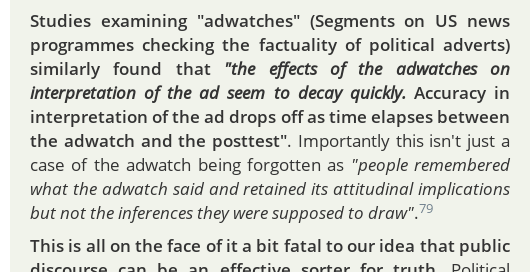 Studies examining "adwatches" (Segments on US news
programmes checking the factuality of political adverts)
similarly found that "the effects of the adwatches on
interpretation of the ad seem to decay quickly. Accuracy in
interpretation of the ad drops off as time elapses between
the adwatch and the posttest". Importantly this isn't just a
case of the adwatch being forgotten as "people remembered
what the adwatch said and retained its attitudinal implications
but not the inferences they were supposed to draw".79
This is all on the face of it a bit fatal to our idea that public
discourse can be an effective sorter for truth. Political